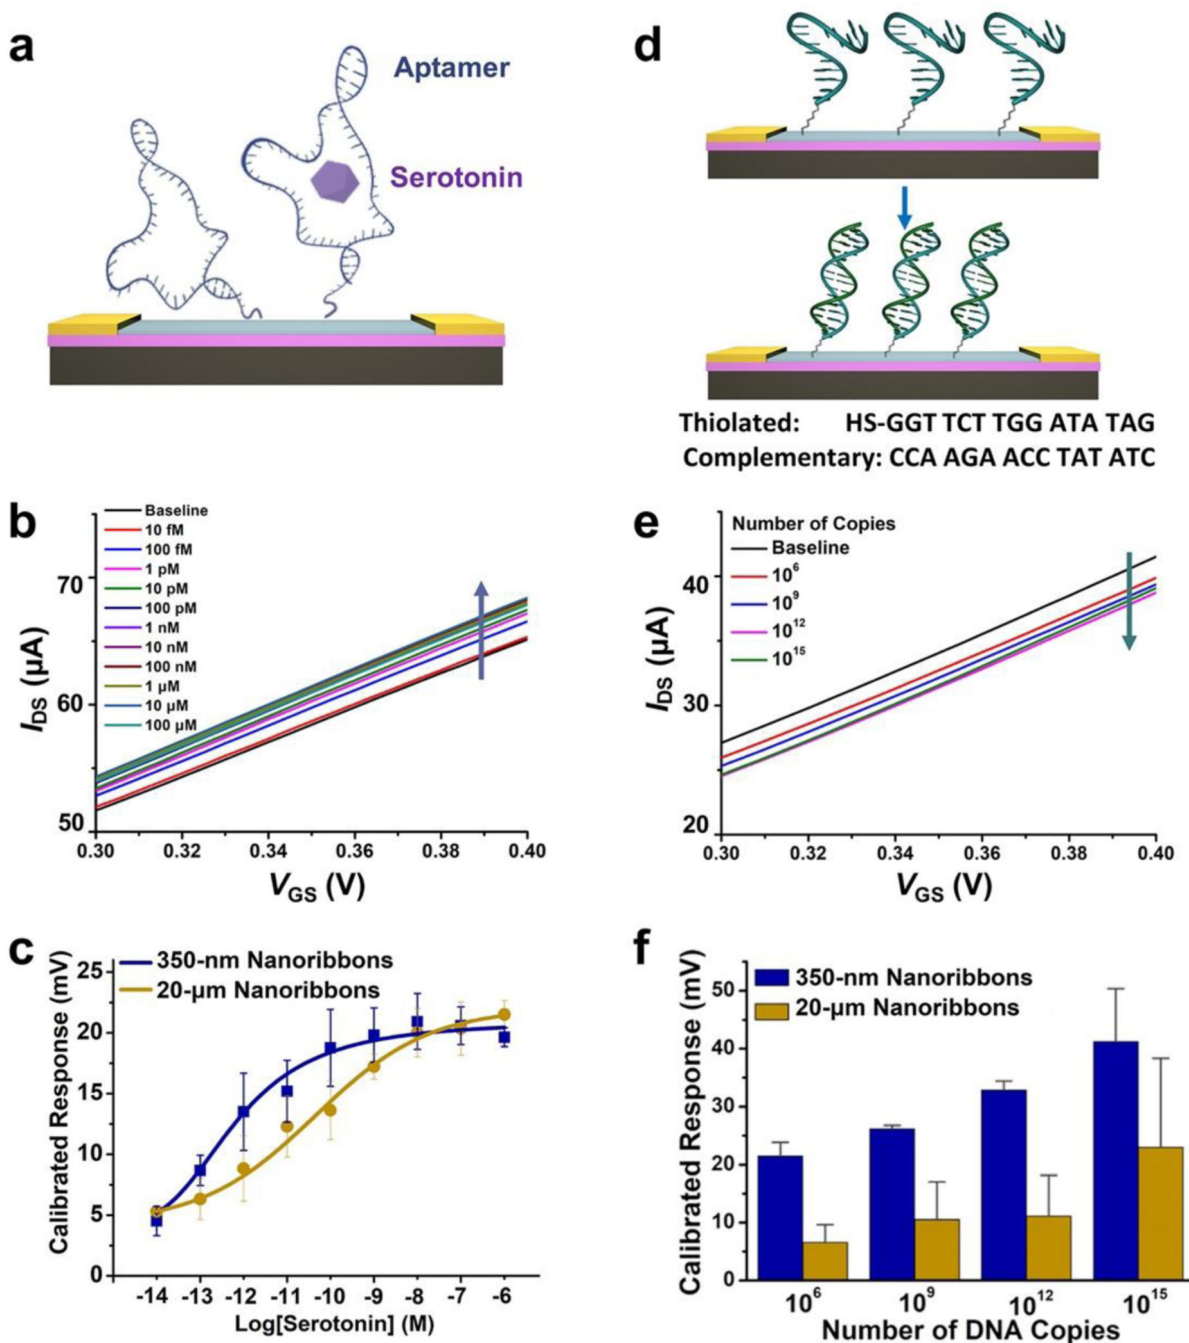 a
Aptamer
Serotonin
d
Thiolated: HS-GGT TCT TGG ATA TAG
Complementary: CCA AGA ACC TAT ATC
b
Baseline
10 fM
100 fM
1 pM
10 pM
100 pM
1 nM
10 nM
100 nM
1 µM
10 µM
100 µM
70
60
50
IDS (µA)
0.30 0.32 0.34 0.36 0.38 0.40
VGS (V)
e
Number of Copies
Baseline
10^6
10^9
10^12
10^15
40
30
20
IDS (µA)
0.30 0.32 0.34 0.36 0.38 0.40
VGS (V)
c
350-nm Nanoribbons
20-µm Nanoribbons
Calibrated Response (mV)
25
20
15
10
5
0
-14 -13 -12 -11 -10 -9 -8 -7 -6
Log[Serotonin] (M)
f
350-nm Nanoribbons
20-µm Nanoribbons
Calibrated Response (mV)
50
40
30
20
10
0
10^6 10^9 10^12 10^15
Number of DNA Copies